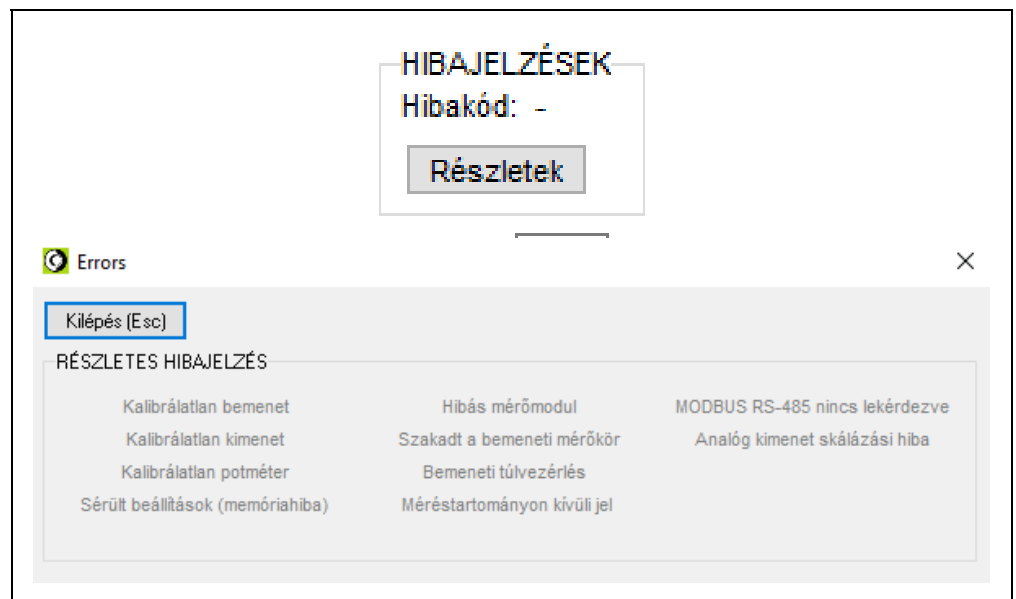 HIBAJELZÉSEK
Hibakód: -
Részletek
Errors
Kilépés (Esc)
RÉSZLETES HIBAJELZÉS
Kalibrálatlan bemenet
Kalibrálatlan kimenet
Kalibrálatlan potméter
Sérült beállítások (memóriahiba)
Hibás mérőmodul
Szakadt a bemeneti mérőkör
Bemeneti túlvezérlés
Méréstartományon kívüli jel
MODBUS RS-485 nincs lekérdezve
Analóg kimenet skálázási hiba